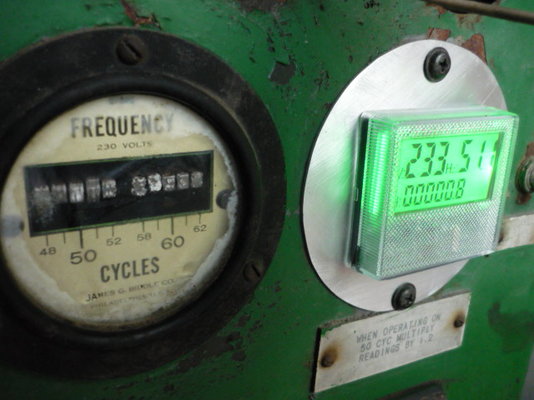 FREQUENCY
230 VOLTS
48 50 52 58 60 62
CYCLES
JAMES G. BIDDLE CO.
233 51
000008
WHEN OPERATING ON
50 CYC MULTIPLY
READINGS BY 1.2